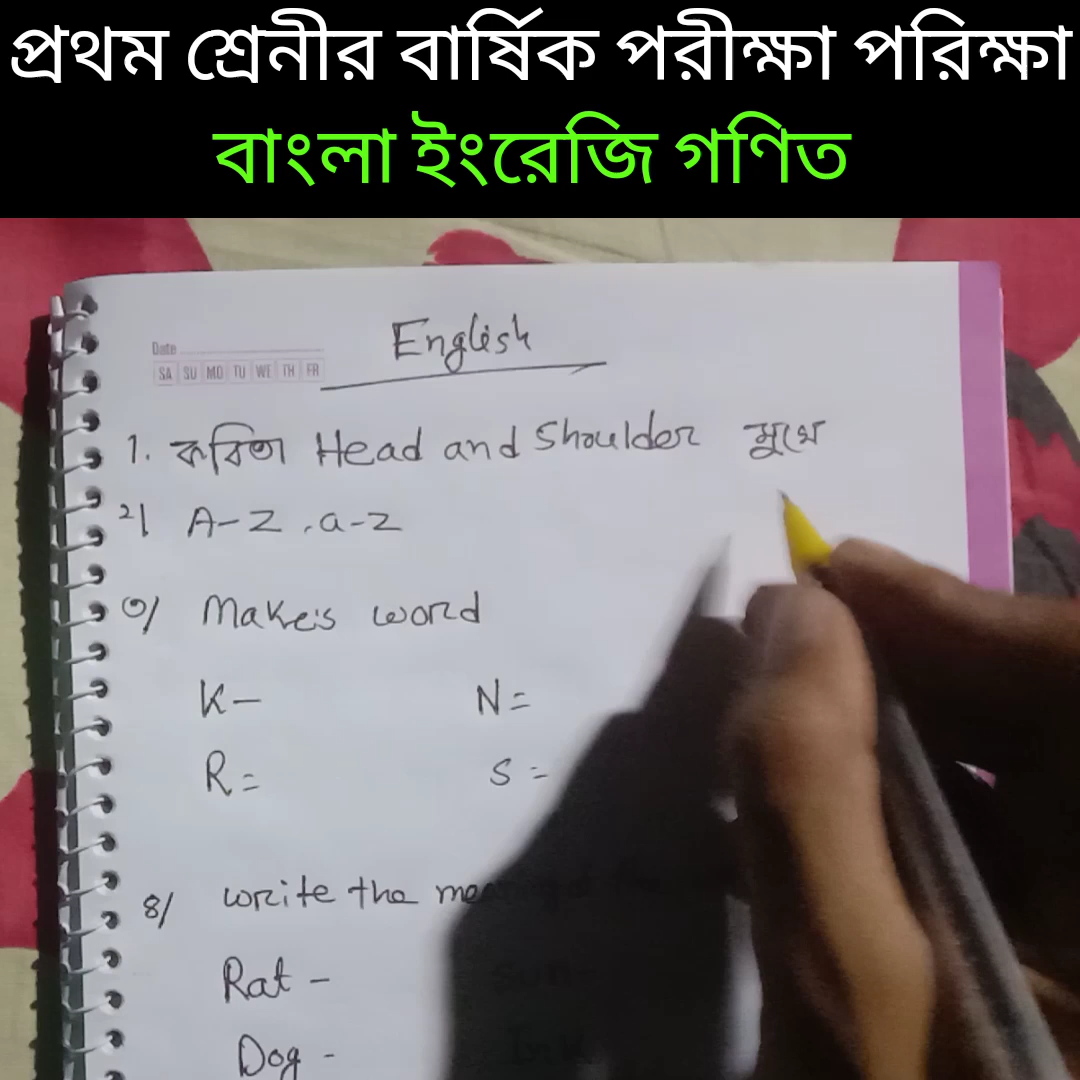 প্রথম শ্রেনীর বার্ষিক পরীক্ষা পরিক্ষা
বাংলা ইংরেজি গণিত
English
Date
SA SU MO TU WE TH FR
1. কবিতা Head and Shoulder মুখে
২। A-Z, a-z
৩/ Make's word
K- N=
R= S=
৪/ write the
Rat - sun
Dog -